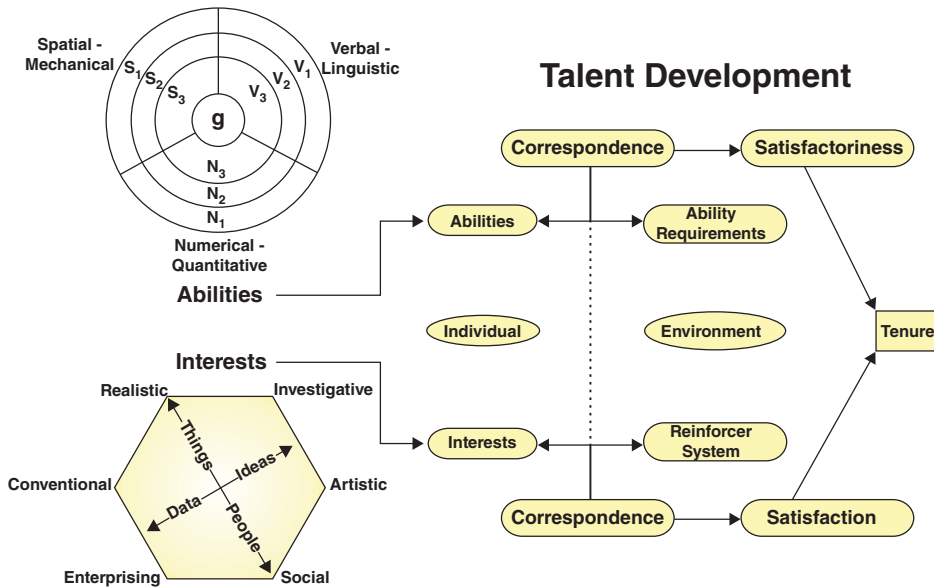 Spatial -
Mechanical
Verbal -
Linguistic
S1
S2
S3
V1
V2
V3
g
N3
N2
N1
Numerical -
Quantitative
Abilities
Interests
Realistic
Investigative
Conventional
Artistic
Enterprising
Social
Things
Ideas
Data
People
Talent Development
Correspondence
Satisfactoriness
Abilities
Ability
Requirements
Individual
Environment
Tenure
Interests
Reinforcer
System
Correspondence
Satisfaction